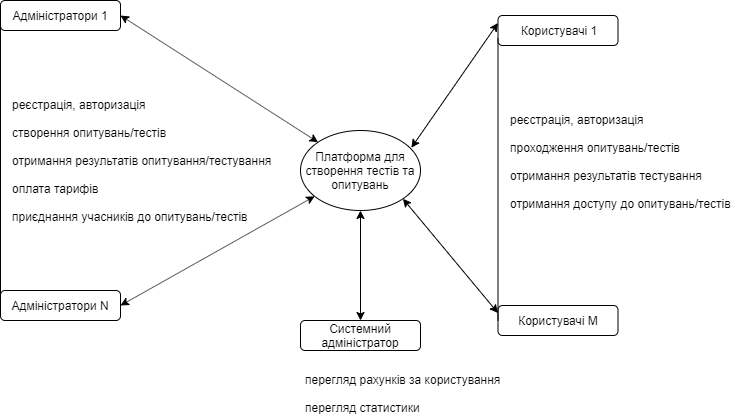 Адміністратори 1
Користувачі 1
реєстрація, авторизація
створення опитувань/тестів
отримання результатів опитування/тестування
оплата тарифів
приєднання учасників до опитувань/тестів
Платформа для
створення тестів та
опитувань
реєстрація, авторизація
проходження опитувань/тестів
отримання результатів тестування
отримання доступу до опитувань/тестів
Адміністратори N
Системний
адміністратор
Користувачі M
перегляд рахунків за користування
перегляд статистики